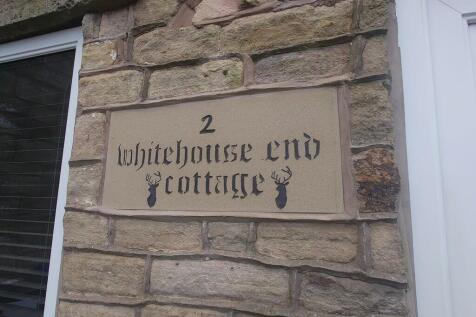 2
whitehouse end
cottage